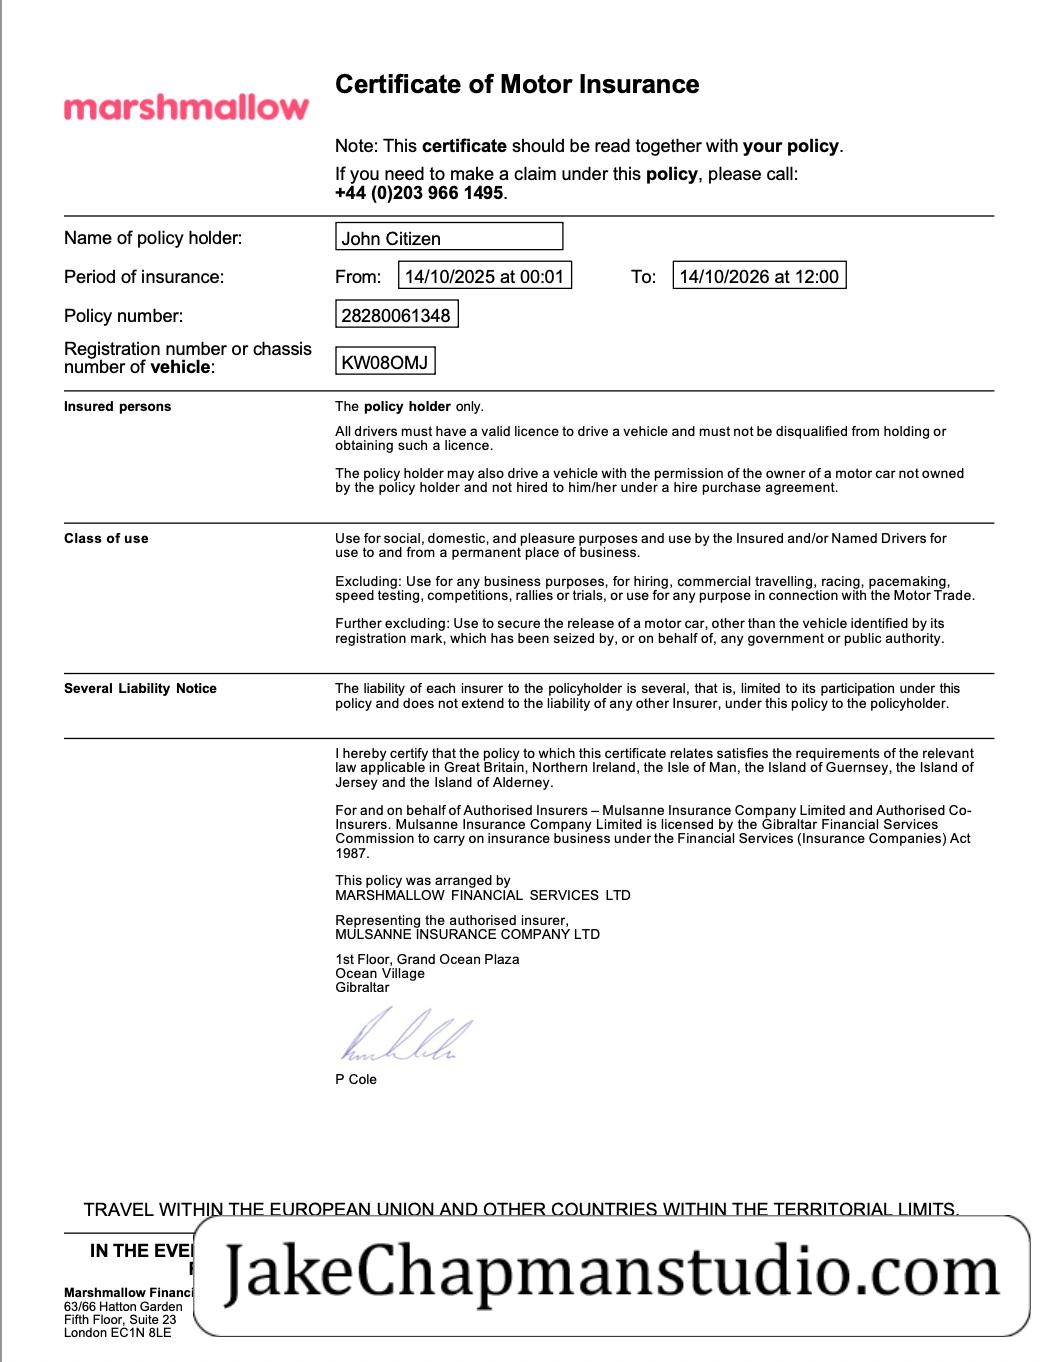 marshmallow
Certificate of Motor Insurance
Note: This certificate should be read together with your policy.
If you need to make a claim under this policy, please call:
+44 (0)203 966 1495.
Name of policy holder: John Citizen
Period of insurance: From: 14/10/2025 at 00:01 To: 14/10/2026 at 12:00
Policy number: 28280061348
Registration number or chassis
number of vehicle: KW08OMJ
Insured persons
The policy holder only.
All drivers must have a valid licence to drive a vehicle and must not be disqualified from holding or
obtaining such a licence.
The policy holder may also drive a vehicle with the permission of the owner of a motor car not owned
by the policy holder and not hired to him/her under a hire purchase agreement.
Class of use
Use for social, domestic, and pleasure purposes and use by the Insured and/or Named Drivers for
use to and from a permanent place of business.
Excluding: Use for any business purposes, for hiring, commercial travelling, racing, pacemaking,
speed testing, competitions, rallies or trials, or use for any purpose in connection with the Motor Trade.
Further excluding: Use to secure the release of a motor car, other than the vehicle identified by its
registration mark, which has been seized by, or on behalf of, any government or public authority.
Several Liability Notice
The liability of each insurer to the policyholder is several, that is, limited to its participation under this
policy and does not extend to the liability of any other Insurer, under this policy to the policyholder.
I hereby certify that the policy to which this certificate relates satisfies the requirements of the relevant
law applicable in Great Britain, Northern Ireland, the Isle of Man, the Island of Guernsey, the Island of
Jersey and the Island of Alderney.
For and on behalf of Authorised Insurers – Mulsanne Insurance Company Limited and Authorised Co-
Insurers. Mulsanne Insurance Company Limited is licensed by the Gibraltar Financial Services
Commission to carry on insurance business under the Financial Services (Insurance Companies) Act
1987.
This policy was arranged by
MARSHMALLOW FINANCIAL SERVICES LTD
Representing the authorised insurer,
MULSANNE INSURANCE COMPANY LTD
1st Floor, Grand Ocean Plaza
Ocean Village
Gibraltar
P Cole
TRAVEL WITHIN THE EUROPEAN UNION AND OTHER COUNTRIES WITHIN THE TERRITORIAL LIMITS.
IN THE EVE
Marshmallow Financi
63/66 Hatton Garden
Fifth Floor, Suite 23
London EC1N 8LE
JakeChapmanstudio.com